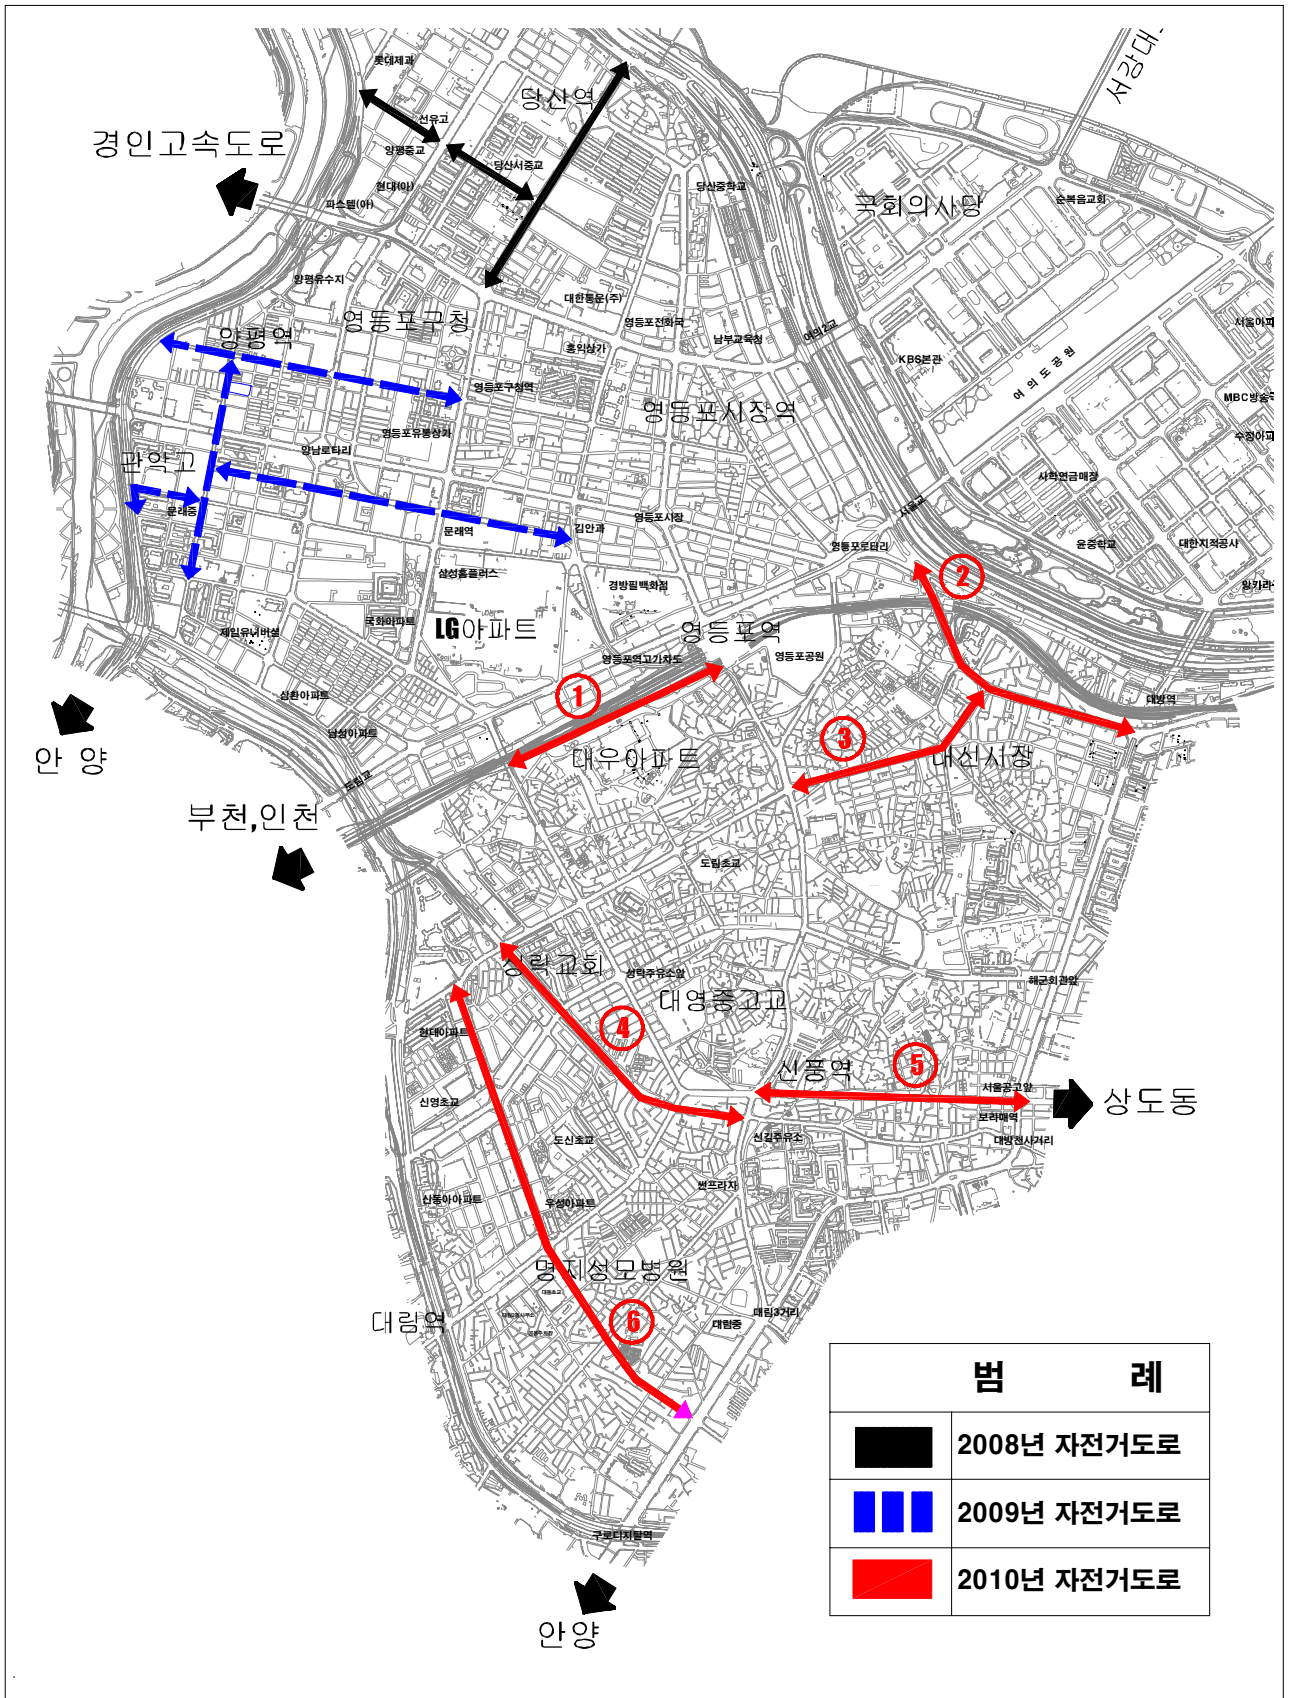 롯데제과
당산역
서강대
선유고
경인고속도로
양평중교
당산서중교
현대(아)
당산중학교
파스텔(아)
국회의사당
순복음교회
양평유수지
대한통운(주)
영등포구청
영등포전화국
양평역
남부교육청
여의2교
서울아파
홍익상가
KBS본관
여의도공원
영등포구청역
MBC방송국
영등포시장역
영등포유통상가
수정아파
양남로타리
관악고
사학연금매장
문래중
영등포시장
서울교
김안과
문래역
영등포로터리
윤중학교
대한지적공사
삼성홈플러스
2
경방필백화점
앙카라
국화아파트
LG아파트
제일유니버셜
영등포역
영등포역고가차도
영등포공원
1
삼환아파트
대방역
남성아파트
3
안 양
대우아파트
대신시장
도림교
부천,인천
도림초교
성락교회
성락주유소앞
해군회관앞
대영중고교
현대아파트
4
5
신풍역
서울공고앞
신영초교
상도동
보라매역
신길주유소
도신초교
대방전사거리
썬프라자
신동아아파트
우성아파트
명지성모병원
대림역
6
대림3거리
대림중
구로디지털역
안양
범 례
2008년 자전거도로
2009년 자전거도로
2010년 자전거도로